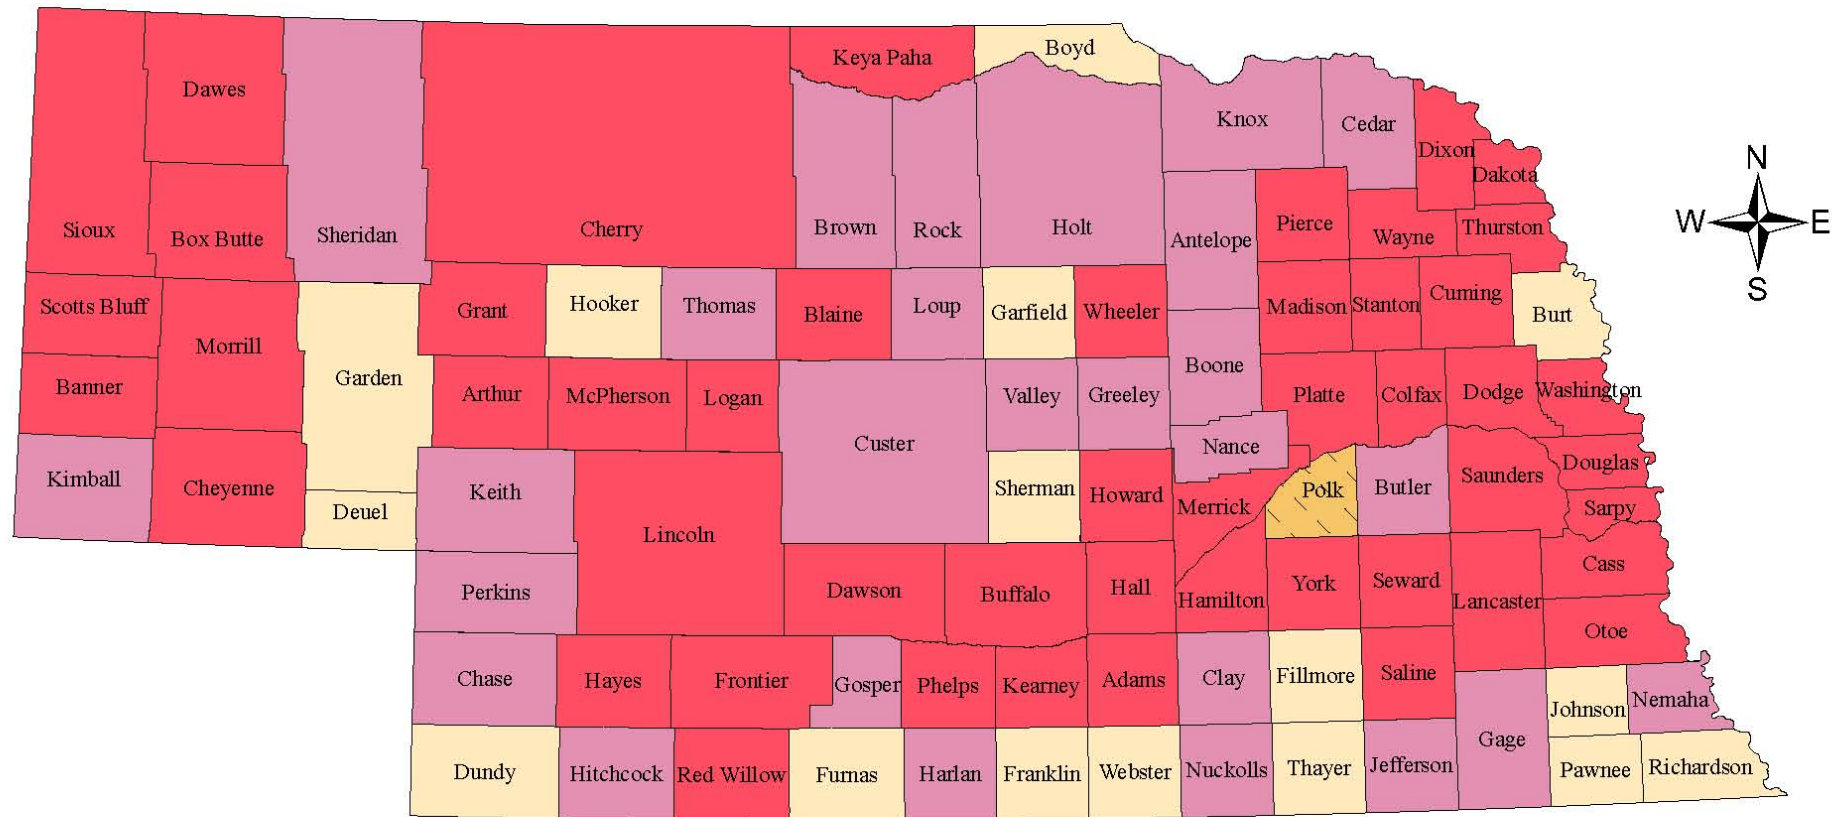 Boyd
Keya Paha
Dawes
Knox
Cedar
Dixon
Dakota
N
W E
S
Sioux
Box Butte
Sheridan
Cherry
Brown
Rock
Holt
Antelope
Pierce
Wayne
Thurston
Scotts Bluff
Grant
Hooker
Thomas
Blaine
Loup
Garfield
Wheeler
Madison
Stanton
Cuming
Burt
Morrill
Banner
Garden
Arthur
McPherson
Logan
Custer
Valley
Greeley
Boone
Platte
Colfax
Dodge
Washington
Nance
Kimball
Cheyenne
Deuel
Keith
Lincoln
Sherman
Howard
Merrick
Polk
Butler
Saunders
Douglas
Sarpy
Perkins
Dawson
Buffalo
Hall
Hamilton
York
Seward
Lancaster
Cass
Otoe
Chase
Hayes
Frontier
Gosper
Phelps
Kearney
Adams
Clay
Fillmore
Saline
Gage
Johnson
Nemaha
Dundy
Hitchcock
Red Willow
Furnas
Harlan
Franklin
Webster
Nuckolls
Thayer
Jefferson
Pawnee
Richardson